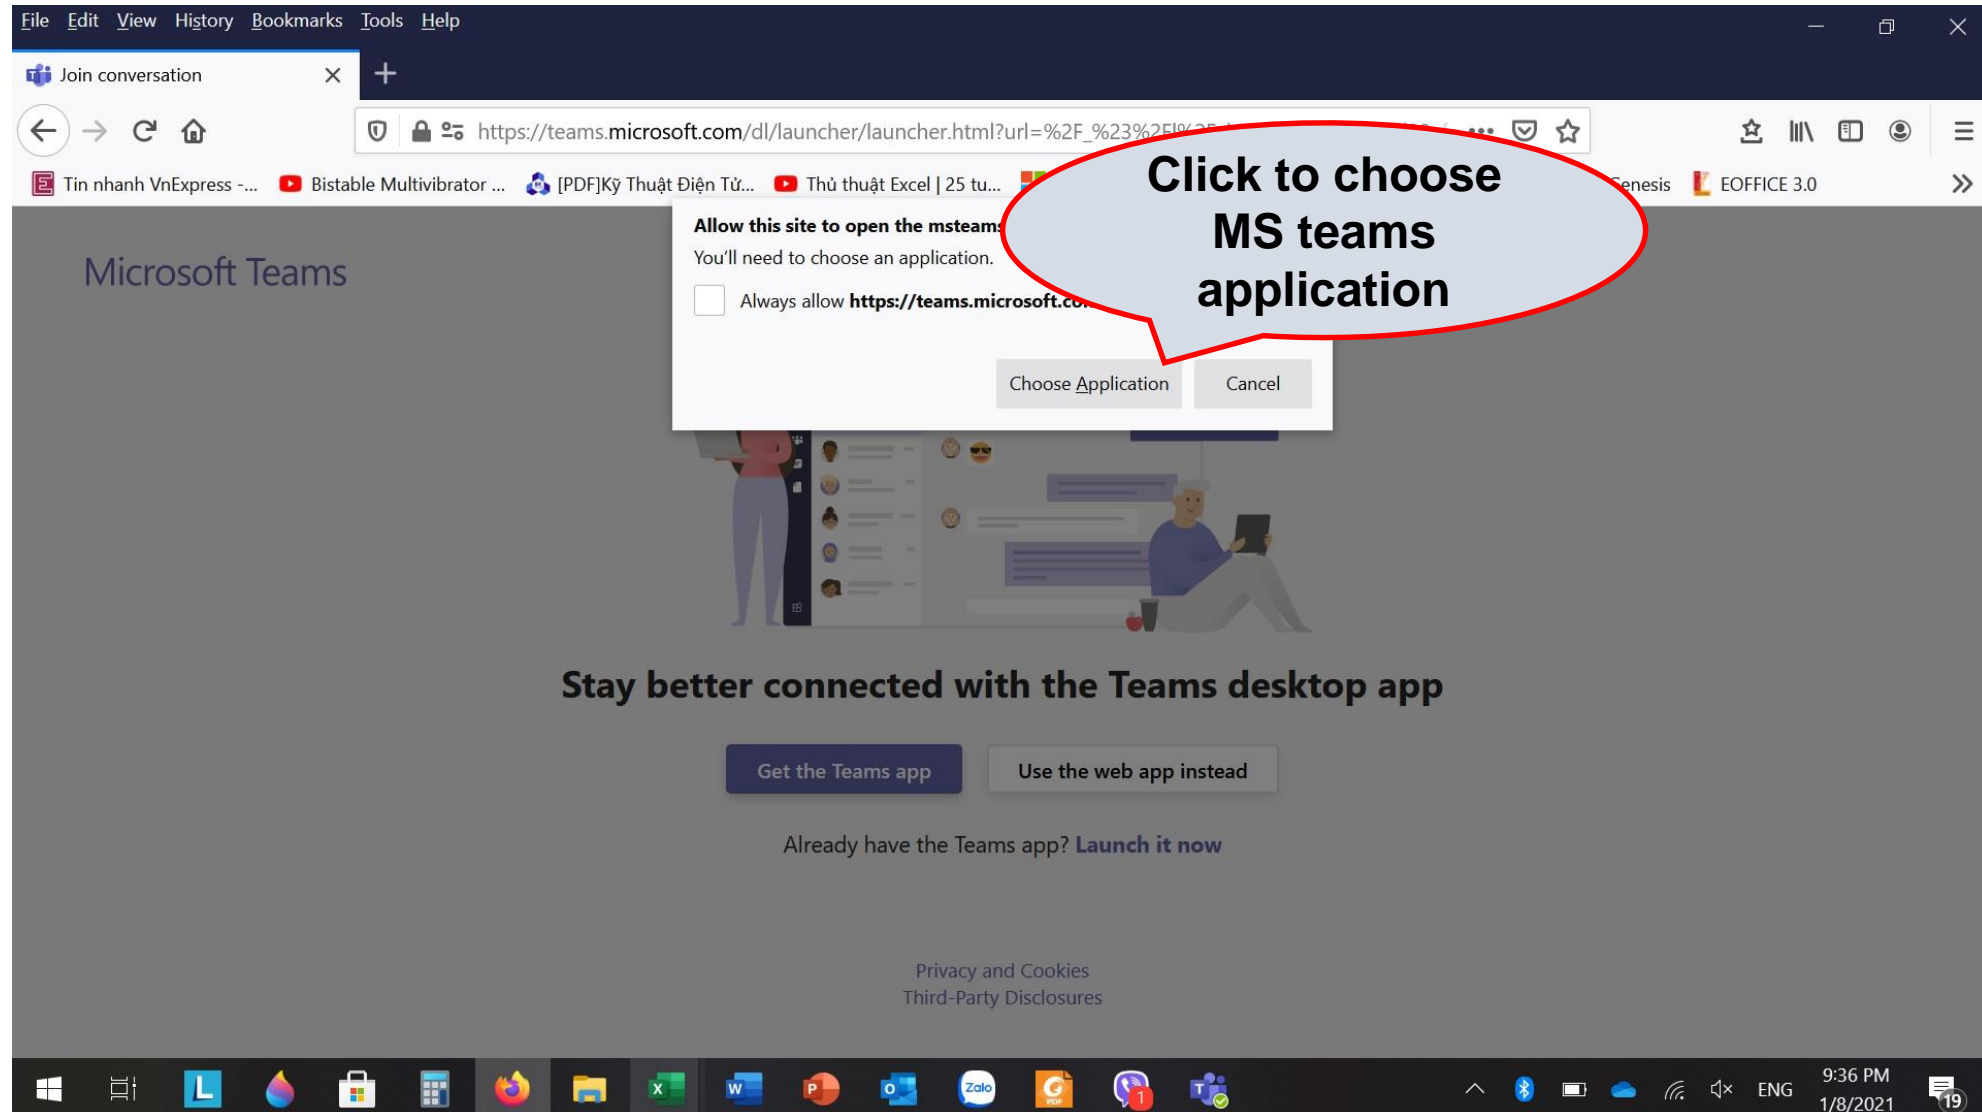 File Edit View History Bookmarks Tools Help
Join conversation
https://teams.microsoft.com/dl/launcher/launcher.html?url=%2F_%23%2Fl%2F
Tin nhanh VnExpress -... Bistable Multivibrator ... [PDF]Kỹ Thuật Điện Tử... Thủ thuật Excel | 25 tu... Genesis EOFFICE 3.0
Click to choose
MS teams
application
Allow this site to open the msteams
You'll need to choose an application.
Always allow https://teams.microsoft.co
Choose Application Cancel
Microsoft Teams
Stay better connected with the Teams desktop app
Get the Teams app Use the web app instead
Already have the Teams app? Launch it now
Privacy and Cookies
Third-Party Disclosures
L X W P O Zalo PDF 1 T ENG 9:36 PM
1/8/2021 19